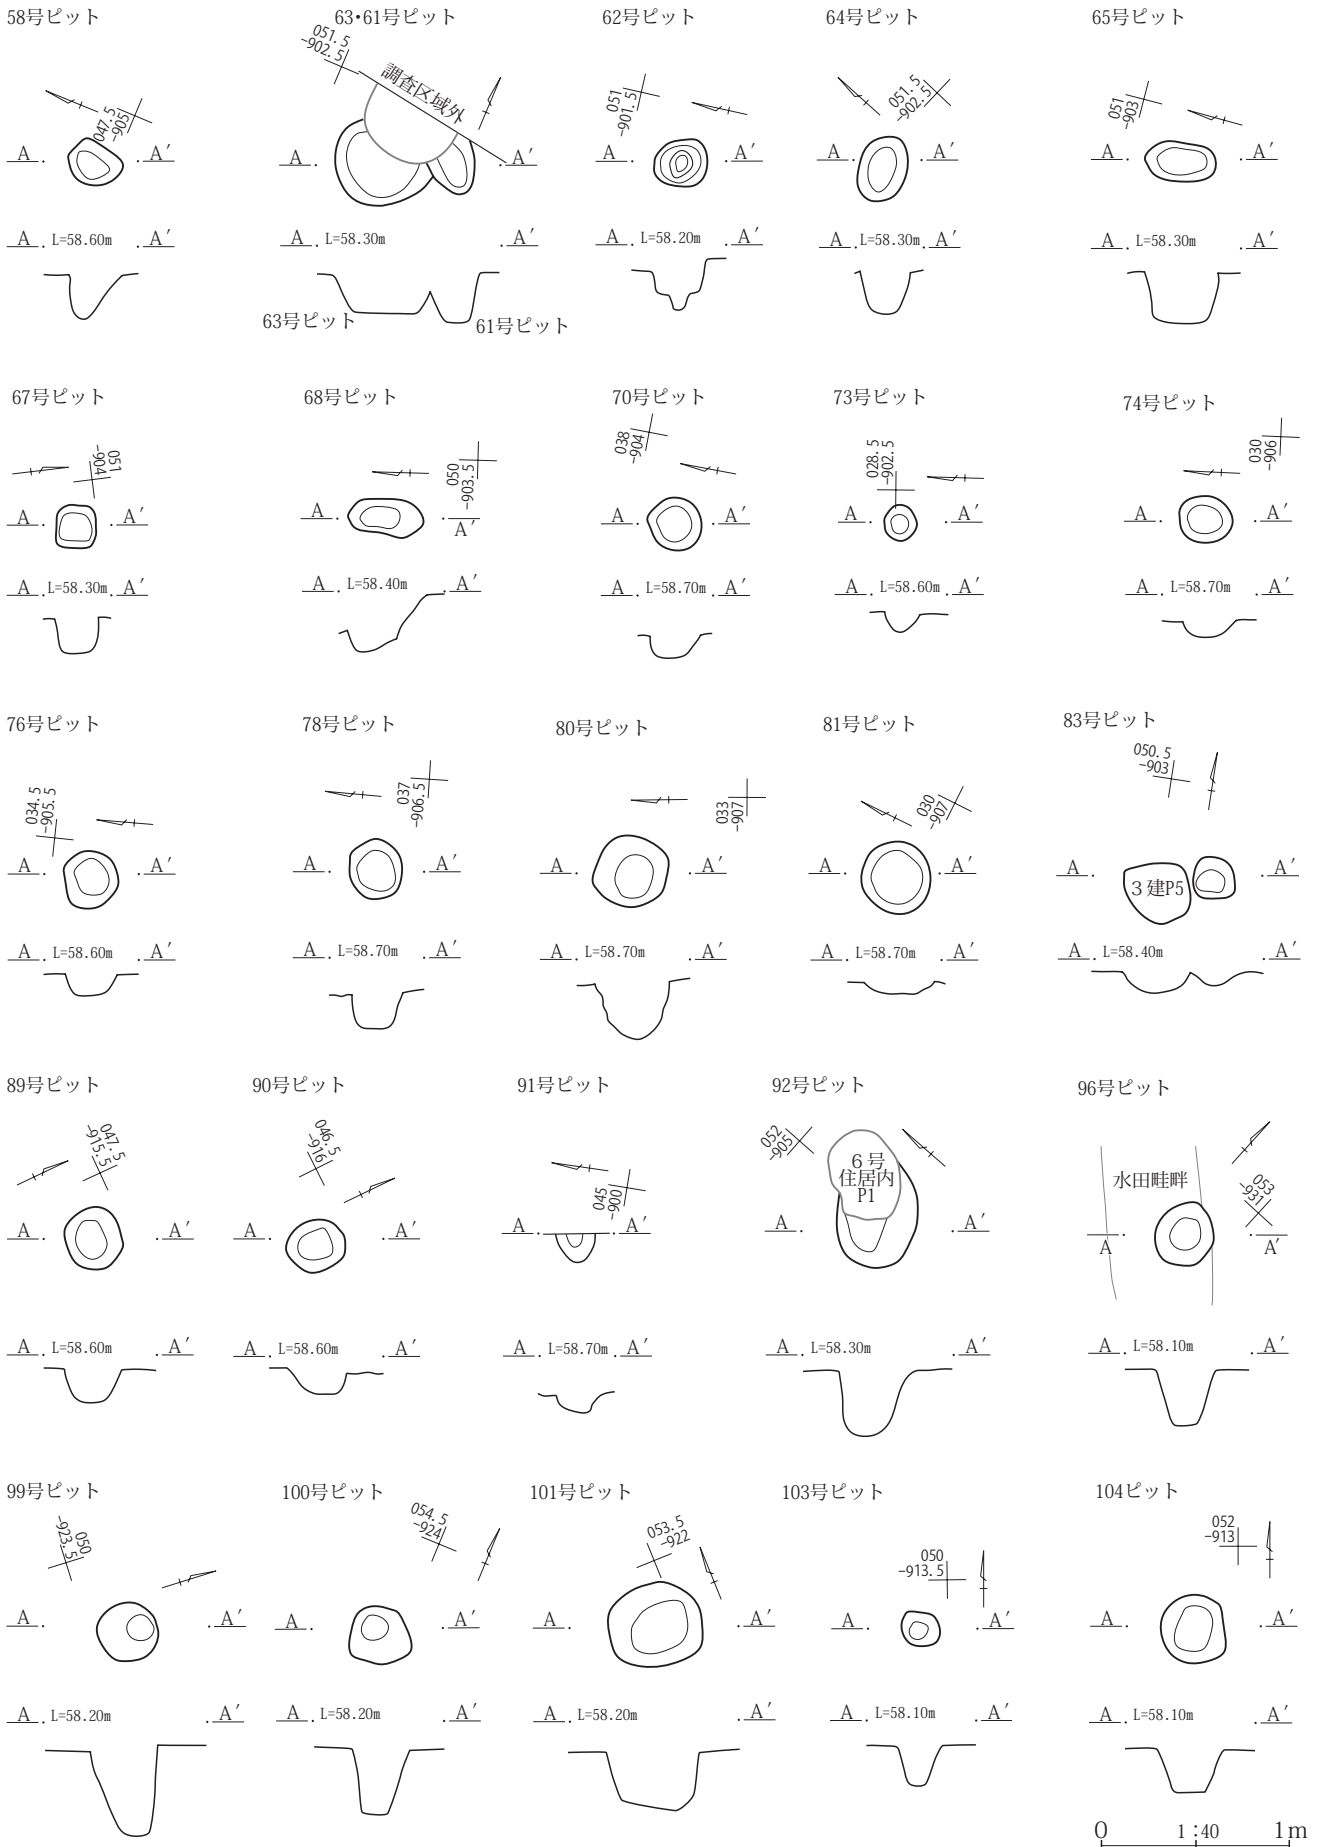 58号ピット
047.5
-905
A A′
A L=58.60m A′
63・61号ピット
051.5
-902.5
調査区域外
A A′
A L=58.30m A′
63号ピット
61号ピット
62号ピット
051
-901.5
A A′
A L=58.20m A′
64号ピット
051.5
-902.5
A A′
A L=58.30m A′
65号ピット
051
-903
A A′
A L=58.30m A′
67号ピット
051
-904
A A′
A L=58.30m A′
68号ピット
050
-903.5
A A′
A L=58.40m A′
70号ピット
038
-904
A A′
A L=58.70m A′
73号ピット
028.5
-902.5
A A′
A L=58.60m A′
74号ピット
030
-906
A A′
A L=58.70m A′
76号ピット
034.5
-905.5
A A′
A L=58.60m A′
78号ピット
037
-906.5
A A′
A L=58.70m A′
80号ピット
033
-907
A A′
A L=58.70m A′
81号ピット
030
-907
A A′
A L=58.70m A′
83号ピット
050.5
-903
A A′
3建P5
A L=58.40m A′
89号ピット
047.5
-915.5
A A′
A L=58.60m A′
90号ピット
046.5
-916
A A′
A L=58.60m A′
91号ピット
045
-900
A A′
A L=58.70m A′
92号ピット
052
-905
6号
住居内
P1
A A′
A L=58.30m A′
96号ピット
水田畦畔
053
-931
A A′
A L=58.10m A′
99号ピット
050
-923.5
A A′
A L=58.20m A′
100号ピット
054.5
-924
A A′
A L=58.20m A′
101号ピット
053.5
-922
A A′
A L=58.20m A′
103号ピット
050
-913.5
A A′
A L=58.10m A′
104ピット
052
-913
A A′
A L=58.10m A′
0 1:40 1m